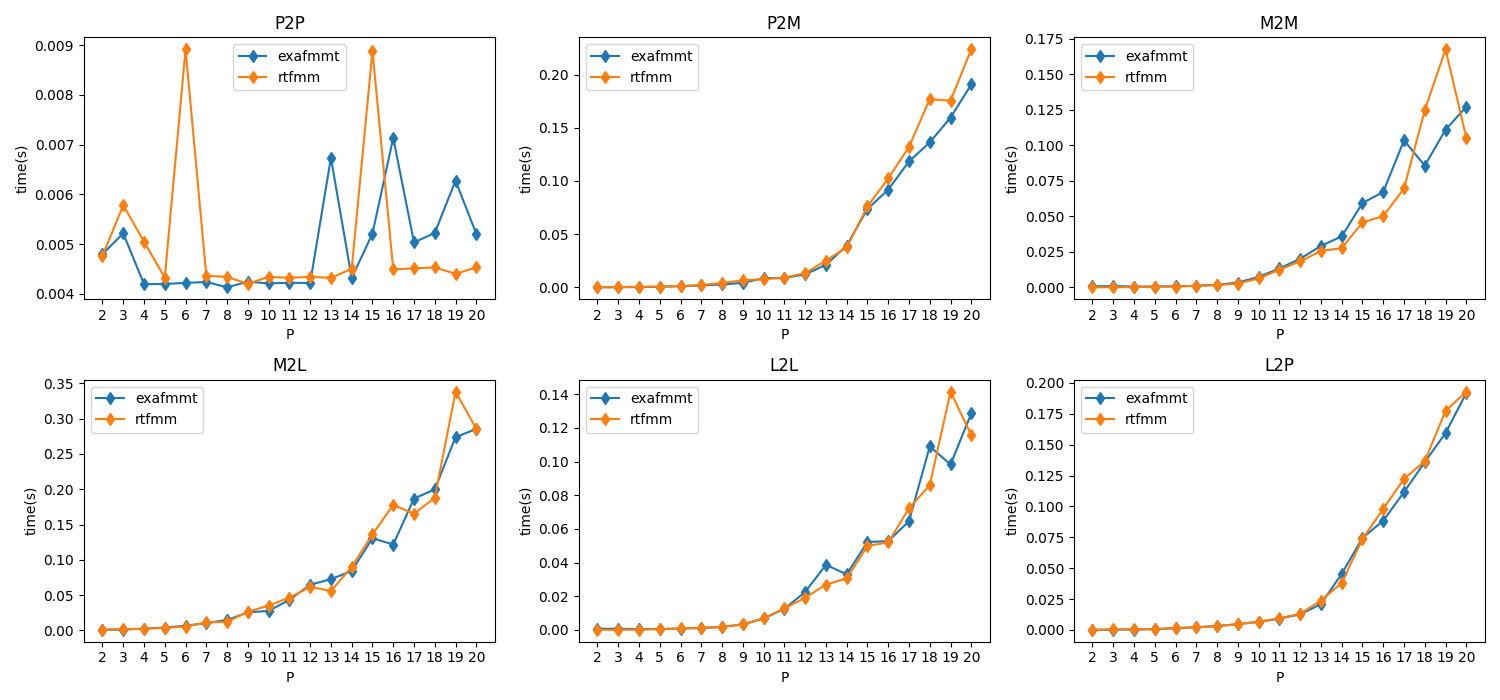 P2P
0.009
0.008
0.007
0.006
0.005
0.004
time(s)
exafmmt
rtfmm
2 3 4 5 6 7 8 9 10 11 12 13 14 15 16 17 18 19 20
P
P2M
0.20
0.15
0.10
0.05
0.00
time(s)
exafmmt
rtfmm
2 3 4 5 6 7 8 9 10 11 12 13 14 15 16 17 18 19 20
P
M2M
0.175
0.150
0.125
0.100
0.075
0.050
0.025
0.000
time(s)
exafmmt
rtfmm
2 3 4 5 6 7 8 9 10 11 12 13 14 15 16 17 18 19 20
P
M2L
0.35
0.30
0.25
0.20
0.15
0.10
0.05
0.00
time(s)
exafmmt
rtfmm
2 3 4 5 6 7 8 9 10 11 12 13 14 15 16 17 18 19 20
P
L2L
0.14
0.12
0.10
0.08
0.06
0.04
0.02
0.00
time(s)
exafmmt
rtfmm
2 3 4 5 6 7 8 9 10 11 12 13 14 15 16 17 18 19 20
P
L2P
0.200
0.175
0.150
0.125
0.100
0.075
0.050
0.025
0.000
time(s)
exafmmt
rtfmm
2 3 4 5 6 7 8 9 10 11 12 13 14 15 16 17 18 19 20
P